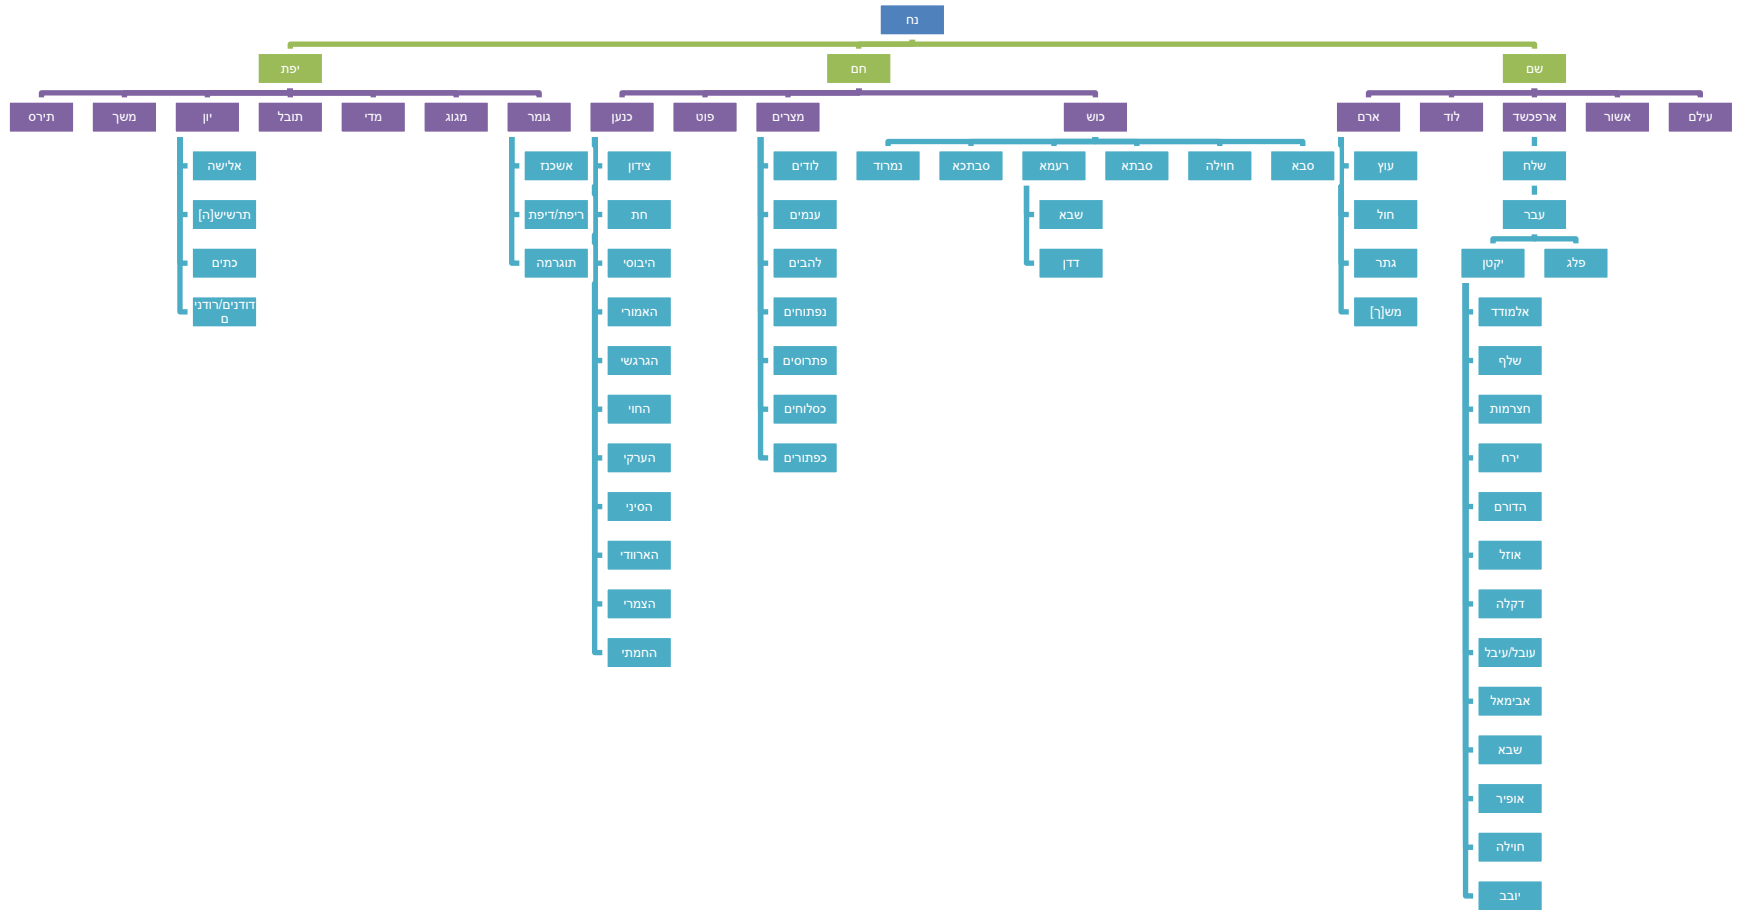 נח
שם
חם
יפת
עילם
אשור
ארפכשד
לוד
ארם
כוש
מצרים
פוט
כנען
גומר
מגוג
מדי
תובל
יון
משך
תירס
שלח
עוץ
סבא
חוילה
סבתא
רעמא
סבתכא
נמרוד
לודים
צידון
אשכנז
אלישה
עבר
חול
שבא
ענמים
חת
ריפת/דיפת
תרשיש[ה]
פלג
יקטן
גתר
דדן
להבים
היבוסי
תוגרמה
כתים
אלמודד
מש[ך]
נפתוחים
האמורי
דודנים/רודני
ם
שלף
פתרוסים
הגרגשי
חצרמות
כסלוחים
החוי
ירח
כפתורים
הערקי
הדורם
הסיני
אוזל
הארוודי
דקלה
הצמרי
עובל/עיבל
החמתי
אבימאל
שבא
אופיר
חוילה
יובב